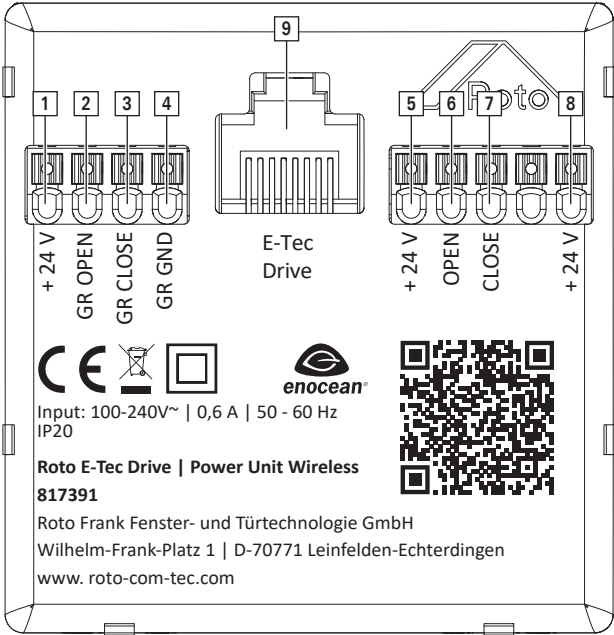 9
Roto
1 2 3 4 5 6 7 8
+ 24 V
GR OPEN
GR CLOSE
GR GND
E-Tec
Drive
+ 24 V
OPEN
CLOSE
+ 24 V
CE
enocean®
Input: 100-240V~ | 0,6 A | 50 - 60 Hz
IP20
Roto E-Tec Drive | Power Unit Wireless
817391
Roto Frank Fenster- und Türtechnologie GmbH
Wilhelm-Frank-Platz 1 | D-70771 Leinfelden-Echterdingen
www. roto-com-tec.com